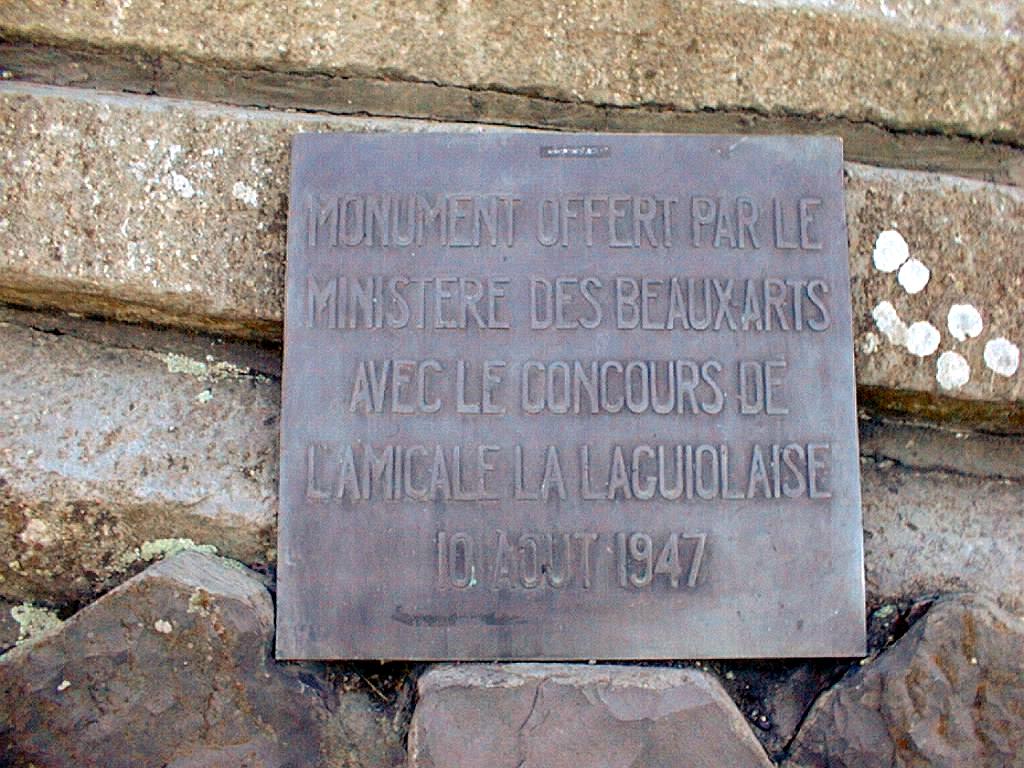 MONUMENT OFFERT PAR LE
MINISTERE DES BEAUX ARTS
AVEC LE CONCOURS DE
L'AMICALE LA LAGUIOLAISE
10 AOUT 1947